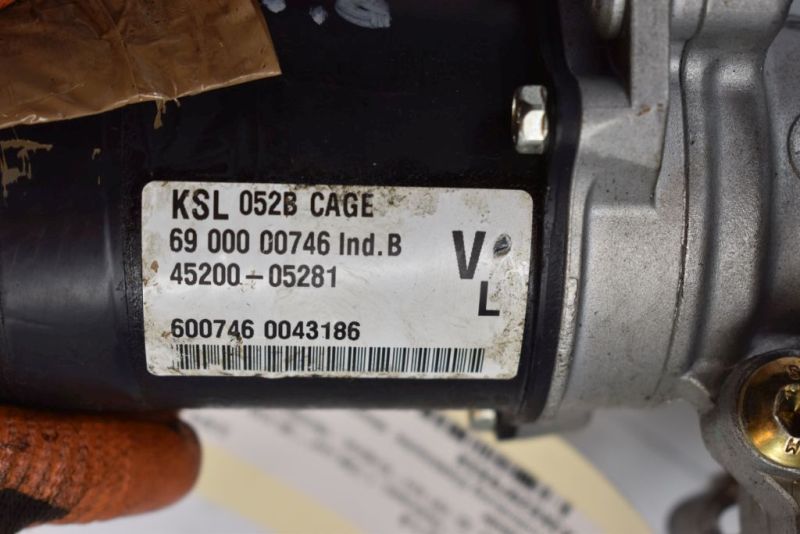 KSL 052B CAGE
69 000 00746 Ind.B
45200-05281
V
L
600746 0043186